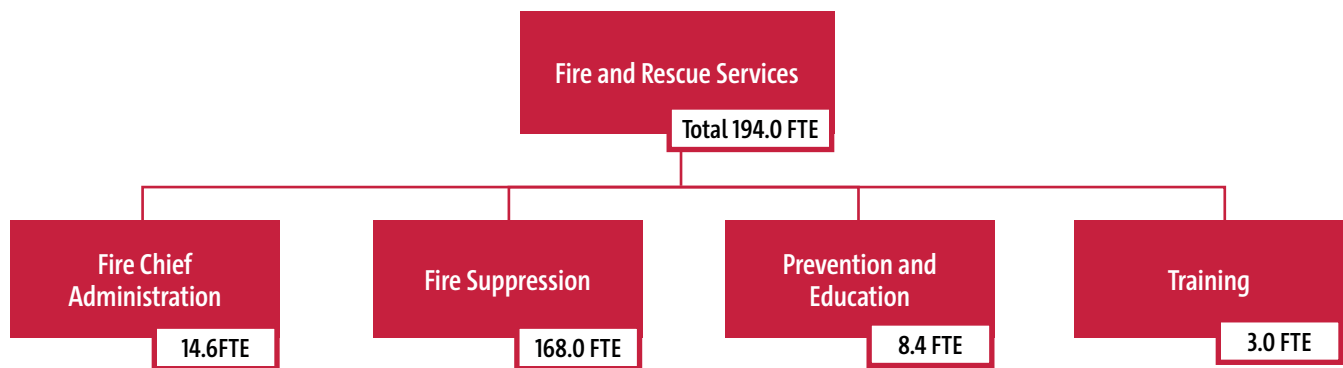 Fire and Rescue Services
Total 194.0 FTE
Fire Chief
Administration
14.6FTE
Fire Suppression
168.0 FTE
Prevention and
Education
8.4 FTE
Training
3.0 FTE